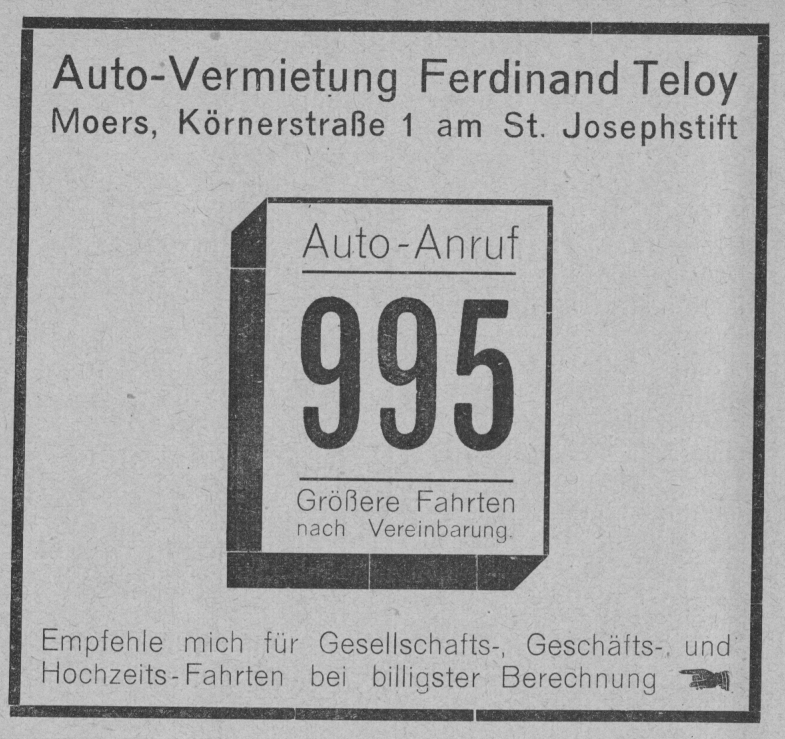 Auto-Vermietung Ferdinand Teloy
Moers, Körnerstraße 1 am St. Josephstift
Auto-Anruf
995
Größere Fahrten
nach Vereinbarung.
Empfehle mich für Gesellschafts-, Geschäfts-, und
Hochzeits-Fahrten bei billigster Berechnung